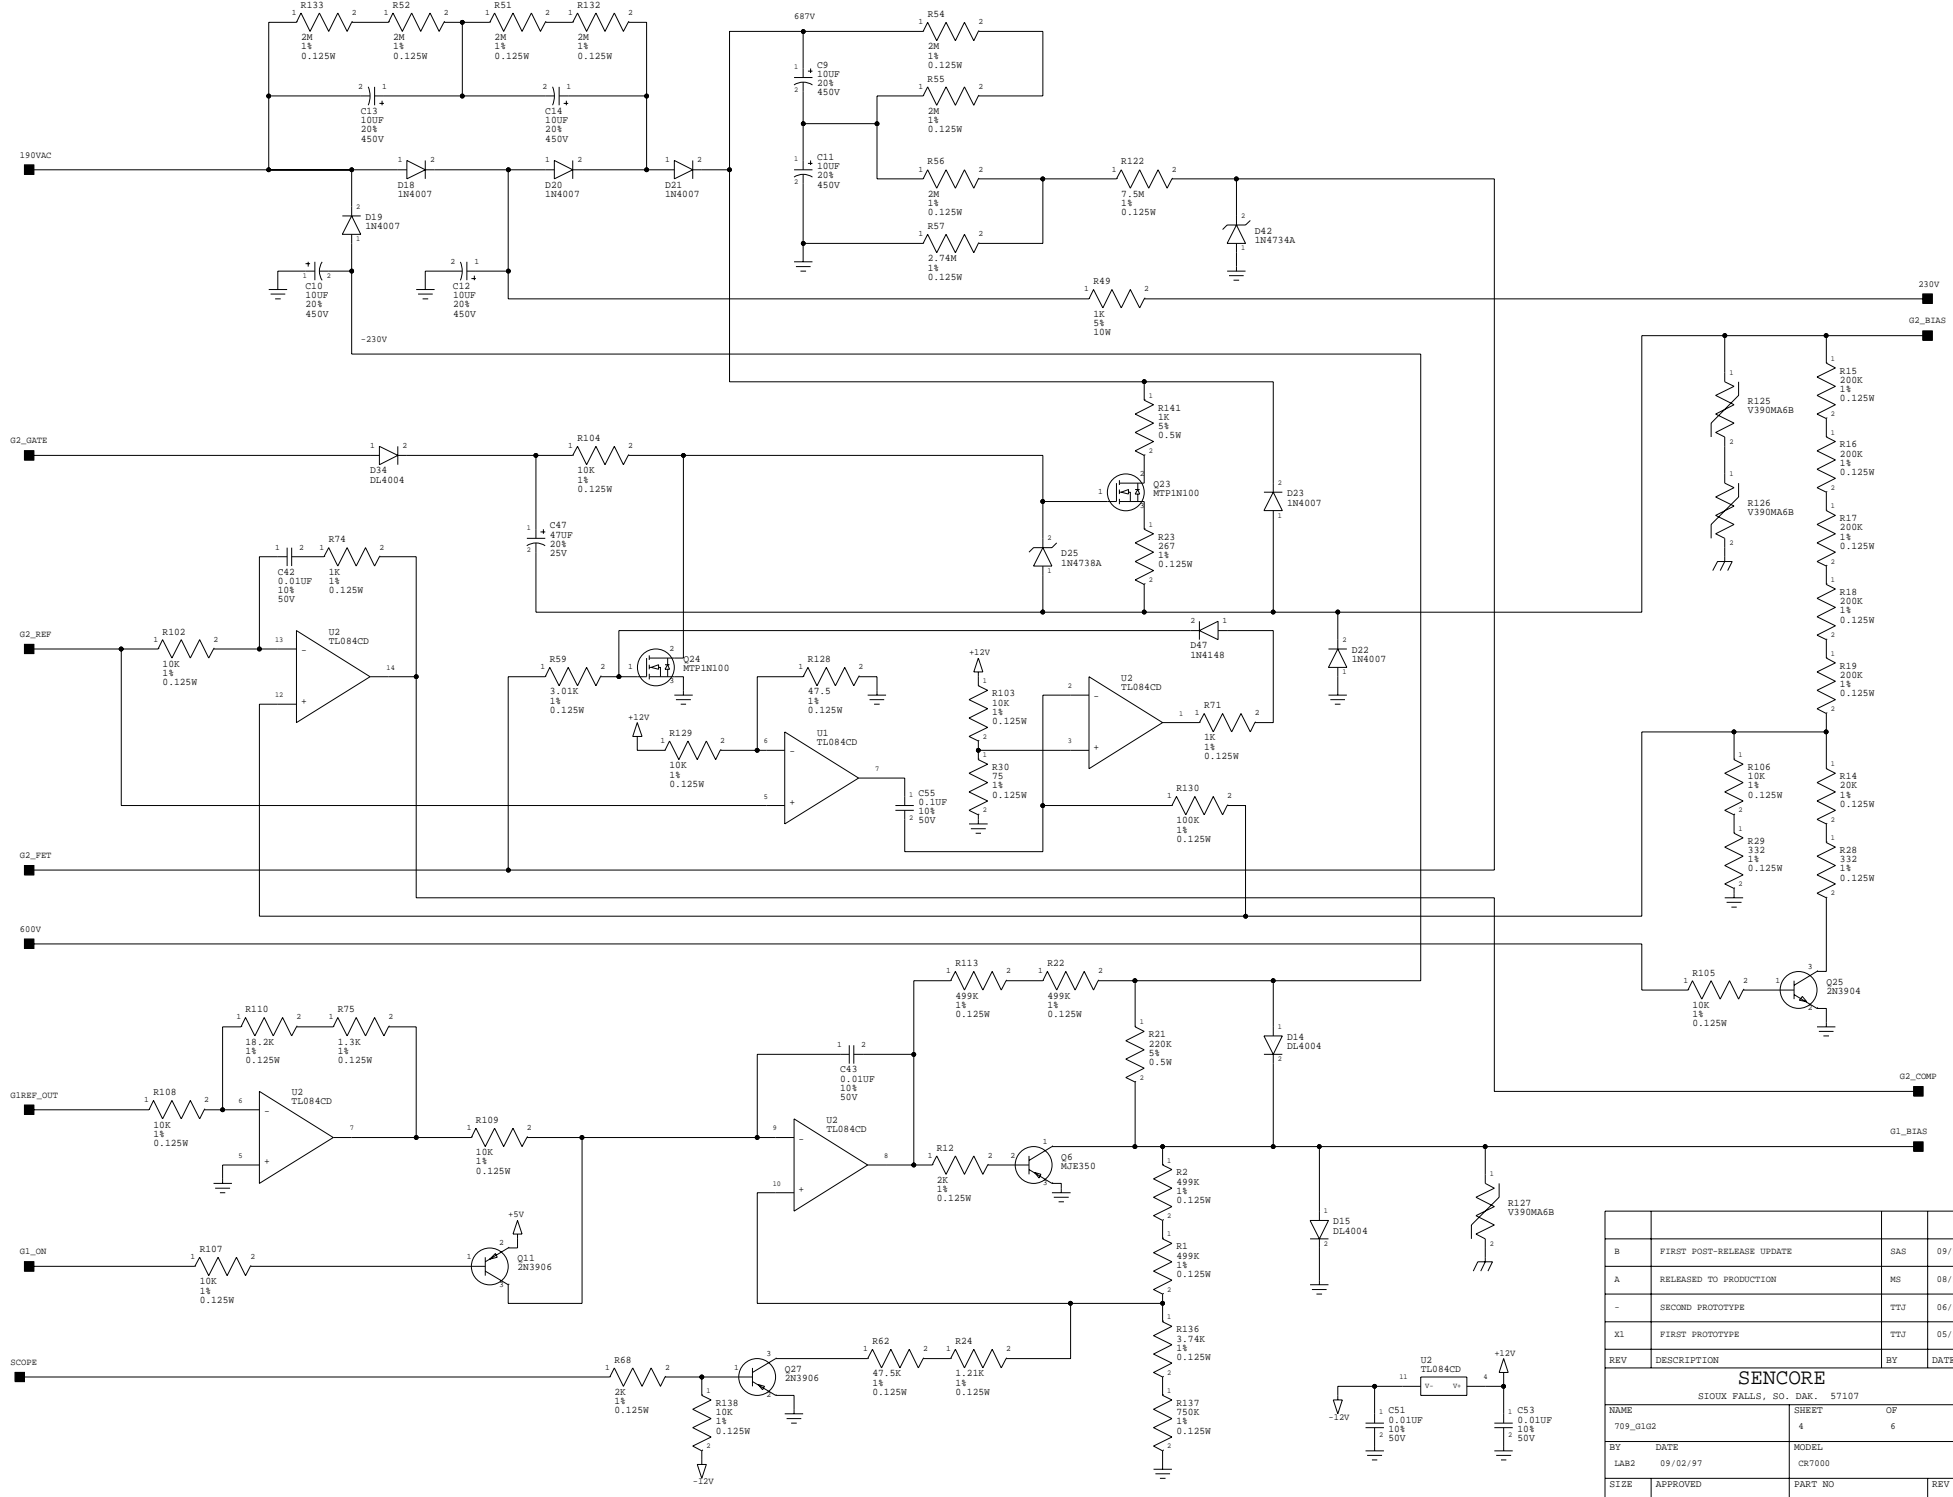 R133
2M
1%
0.125W
R52
2M
1%
0.125W
R51
2M
1%
0.125W
R132
2M
1%
0.125W
C13
10UF
20%
450V
C14
10UF
20%
450V
190VAC
D18
1N4007
D20
1N4007
D21
1N4007
D19
1N4007
C10
10UF
20%
450V
C12
10UF
20%
450V
-230V
687V
C9
10UF
20%
450V
C11
10UF
20%
450V
R54
2M
1%
0.125W
R55
2M
1%
0.125W
R56
2M
1%
0.125W
R57
2.74M
1%
0.125W
R122
7.5M
1%
0.125W
D42
1N4734A
R49
1K
5%
10W
230V
G2_BIAS
G2_GATE
D34
DL4004
R104
10K
1%
0.125W
C47
47UF
20%
25V
R141
1K
5%
0.5W
Q23
MTP1N100
D23
1N4007
D25
1N4738A
R23
267
1%
0.125W
R125
V390MA6B
R126
V390MA6B
R15
200K
1%
0.125W
R16
200K
1%
0.125W
R17
200K
1%
0.125W
R18
200K
1%
0.125W
R19
200K
1%
0.125W
C42
0.01UF
10%
50V
R74
1K
1%
0.125W
G2_REF
R102
10K
1%
0.125W
U2
TL084CD
13
12
14
R59
3.01K
1%
0.125W
Q24
MTP1N100
R128
47.5
1%
0.125W
+12V
R129
10K
1%
0.125W
U1
TL084CD
6
5
7
C55
0.1UF
10%
50V
+12V
R103
10K
1%
0.125W
R30
75
1%
0.125W
U2
TL084CD
2
3
1
R71
1K
1%
0.125W
D47
1N4148
D22
1N4007
R130
100K
1%
0.125W
R106
10K
1%
0.125W
R29
332
1%
0.125W
R14
20K
1%
0.125W
R28
332
1%
0.125W
G2_FET
600V
R105
10K
1%
0.125W
Q25
2N3904
R110
18.2K
1%
0.125W
R75
1.3K
1%
0.125W
G1REF_OUT
R108
10K
1%
0.125W
U2
TL084CD
6
5
7
R109
10K
1%
0.125W
R113
499K
1%
0.125W
R22
499K
1%
0.125W
C43
0.01UF
10%
50V
R21
220K
5%
0.5W
D14
DL4004
G2_COMP
U2
TL084CD
9
10
8
R12
2K
1%
0.125W
Q6
MJE350
G1_BIAS
R2
499K
1%
0.125W
R1
499K
1%
0.125W
D15
DL4004
R127
V390MA6B
G1_ON
R107
10K
1%
0.125W
+5V
Q11
2N3906
SCOPE
R68
2K
1%
0.125W
R138
10K
1%
0.125W
-12V
Q27
2N3906
R62
47.5K
1%
0.125W
R24
1.21K
1%
0.125W
R136
3.74K
1%
0.125W
R137
750K
1%
0.125W
U2
TL084CD
11 V- V+ 4
+12V
-12V
C51
0.01UF
10%
50V
C53
0.01UF
10%
50V
B FIRST POST-RELEASE UPDATE SAS 09/
A RELEASED TO PRODUCTION MS 08/
- SECOND PROTOTYPE TTJ 06/
X1 FIRST PROTOTYPE TTJ 05/
REV DESCRIPTION BY DATE
SENCORE
SIOUX FALLS, SO. DAK. 57107
NAME SHEET OF
709_G1G2 4 6
BY DATE MODEL
LAB2 09/02/97 CR7000
SIZE APPROVED PART NO REV